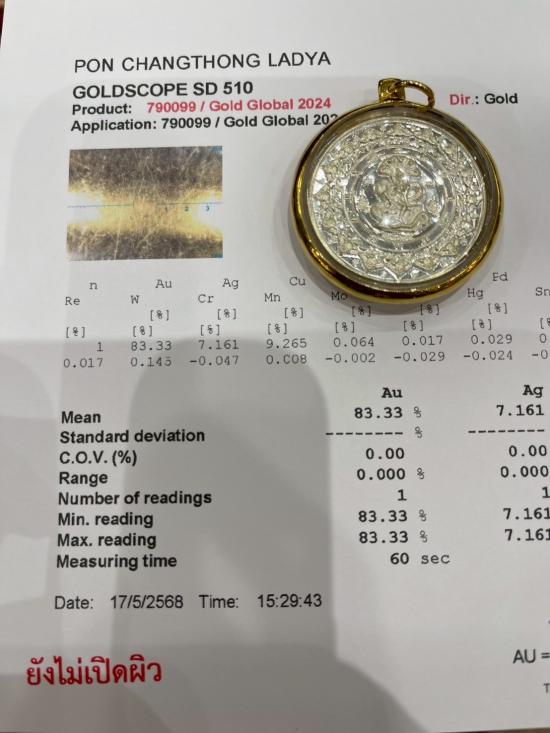 PON CHANGTHONG LADYA
GOLDSCOPE SD 510
Product: 790099 / Gold Global 2024
Dir.: Gold
Application: 790099 / Gold Global
n Au Ag Cu
Re W Cr Mn Mo Hg Sn
[%] [%] [%] [%]
[%] [%] [%] [%] [%] [%] [%]
1 83.33 7.161 9.265 0.064 0.017 0.029
0.017 0.145 -0.047 0.008 -0.002 -0.029 -0.024
Au Ag
Mean 83.33 % 7.161
Standard deviation -------- % --------
C.O.V. (%) 0.00 0.00
Range 0.000 % 0.000
Number of readings 1 1
Min. reading 83.33 % 7.161
Max. reading 83.33 % 7.161
Measuring time 60 sec
Date: 17/5/2568 Time: 15:29:43
AU =
ยังไม่เปิดผิว